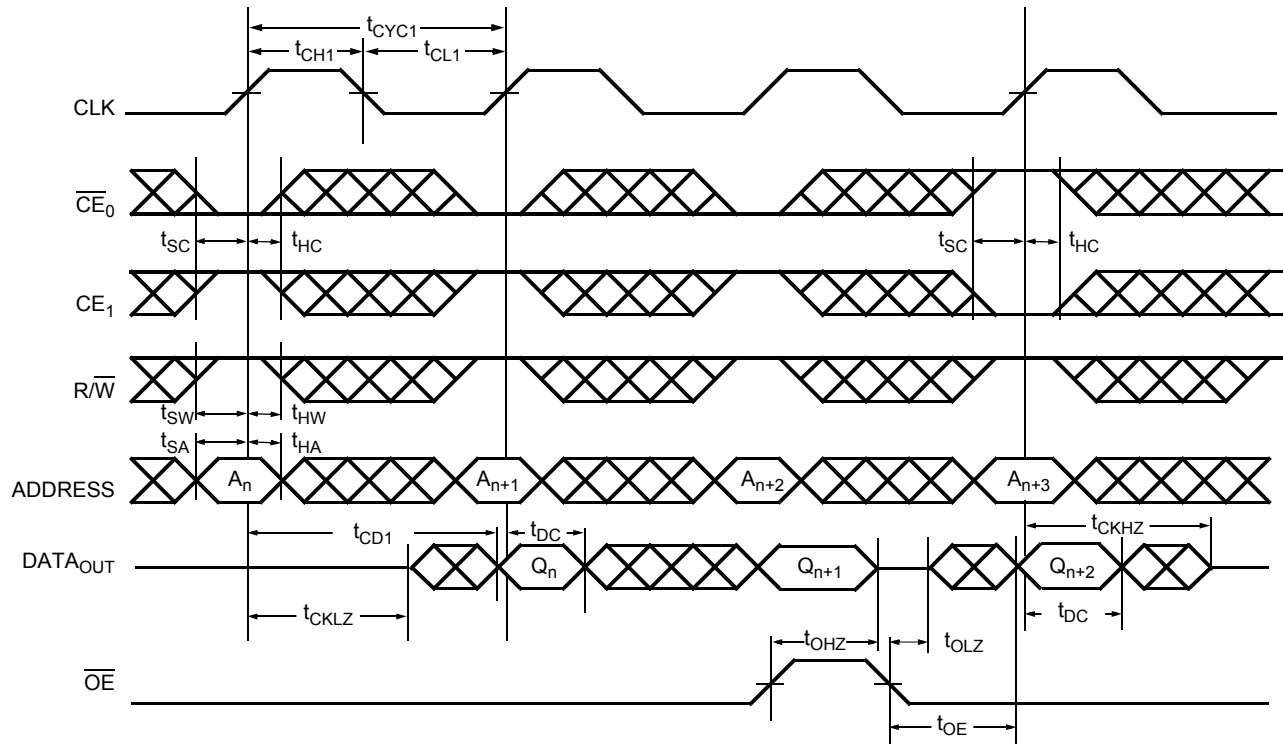 tCYC1
tCH1
tCL1
CLK
CE0
tSC
tHC
tSC
tHC
CE1
R/W
tSW
tHW
tSA
tHA
ADDRESS
An
An+1
An+2
An+3
tCD1
tDC
tCKHZ
DATAOUT
Qn
Qn+1
Qn+2
tCKLZ
tDC
tOHZ
tOLZ
OE
tOE